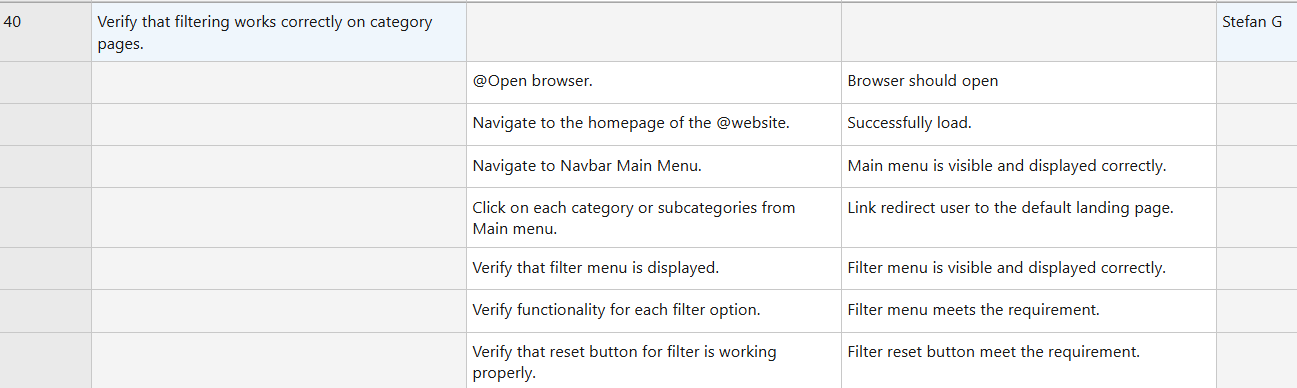 40 Verify that filtering works correctly on category Stefan G
pages.
@Open browser. Browser should open
Navigate to the homepage of the @website. Successfully load.
Navigate to Navbar Main Menu. Main menu is visible and displayed correctly.
Click on each category or subcategories from Link redirect user to the default landing page.
Main menu.
Verify that filter menu is displayed. Filter menu is visible and displayed correctly.
Verify functionality for each filter option. Filter menu meets the requirement.
Verify that reset button for filter is working Filter reset button meet the requirement.
properly.